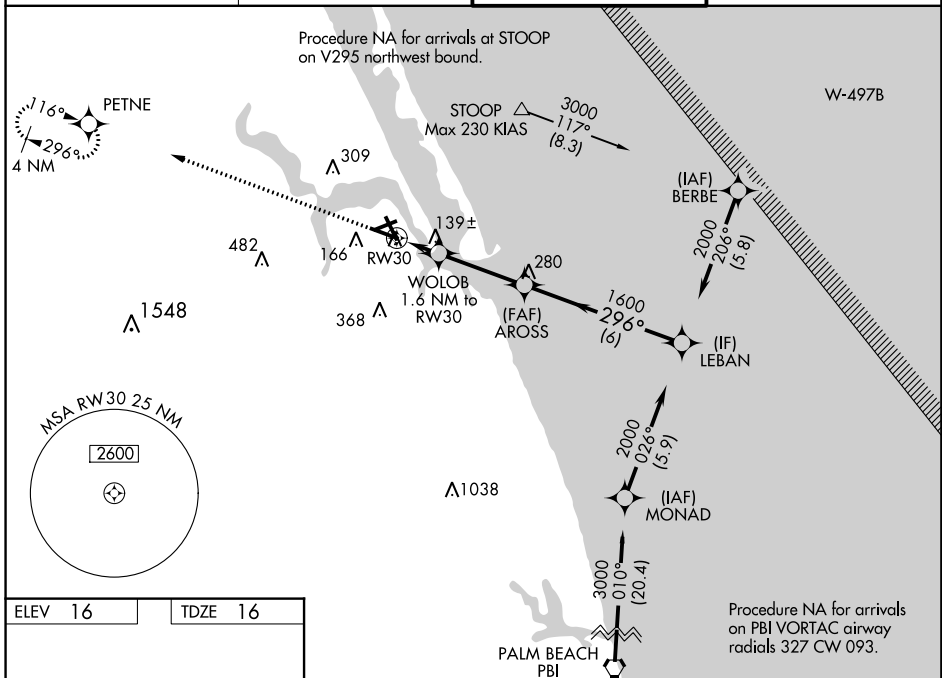 Procedure NA for arrivals at STOOP
on V295 northwest bound.
W-497B
PETNE
116°
296°
4 NM
STOOP
Max 230 KIAS
3000
117°
(8.3)
309
(IAF)
BERBE
2000
206°
(5.8)
139±
166
RW30
482
WOLOB
1.6 NM to
RW30
280
(FAF)
AROSS
1600
296°
(6)
(IF)
LEBAN
368
1548
MSA RW30 25 NM
2600
2000
026°
(5.9)
1038
(IAF)
MONAD
3000
010°
(20.4)
ELEV 16
TDZE 16
Procedure NA for arrivals
on PBI VORTAC airway
radials 327 CW 093.
PALM BEACH
PBI